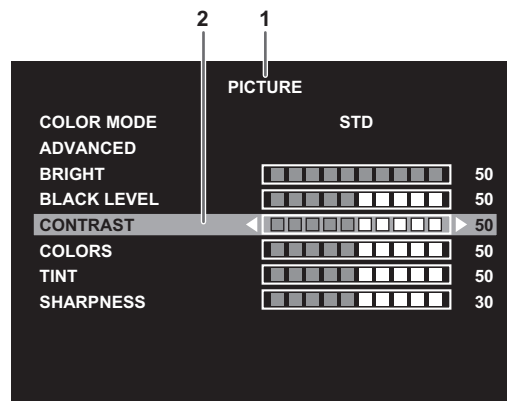 2 1
PICTURE
COLOR MODE STD
ADVANCED
BRIGHT 50
BLACK LEVEL 50
CONTRAST 50
COLORS 50
TINT 50
SHARPNESS 30